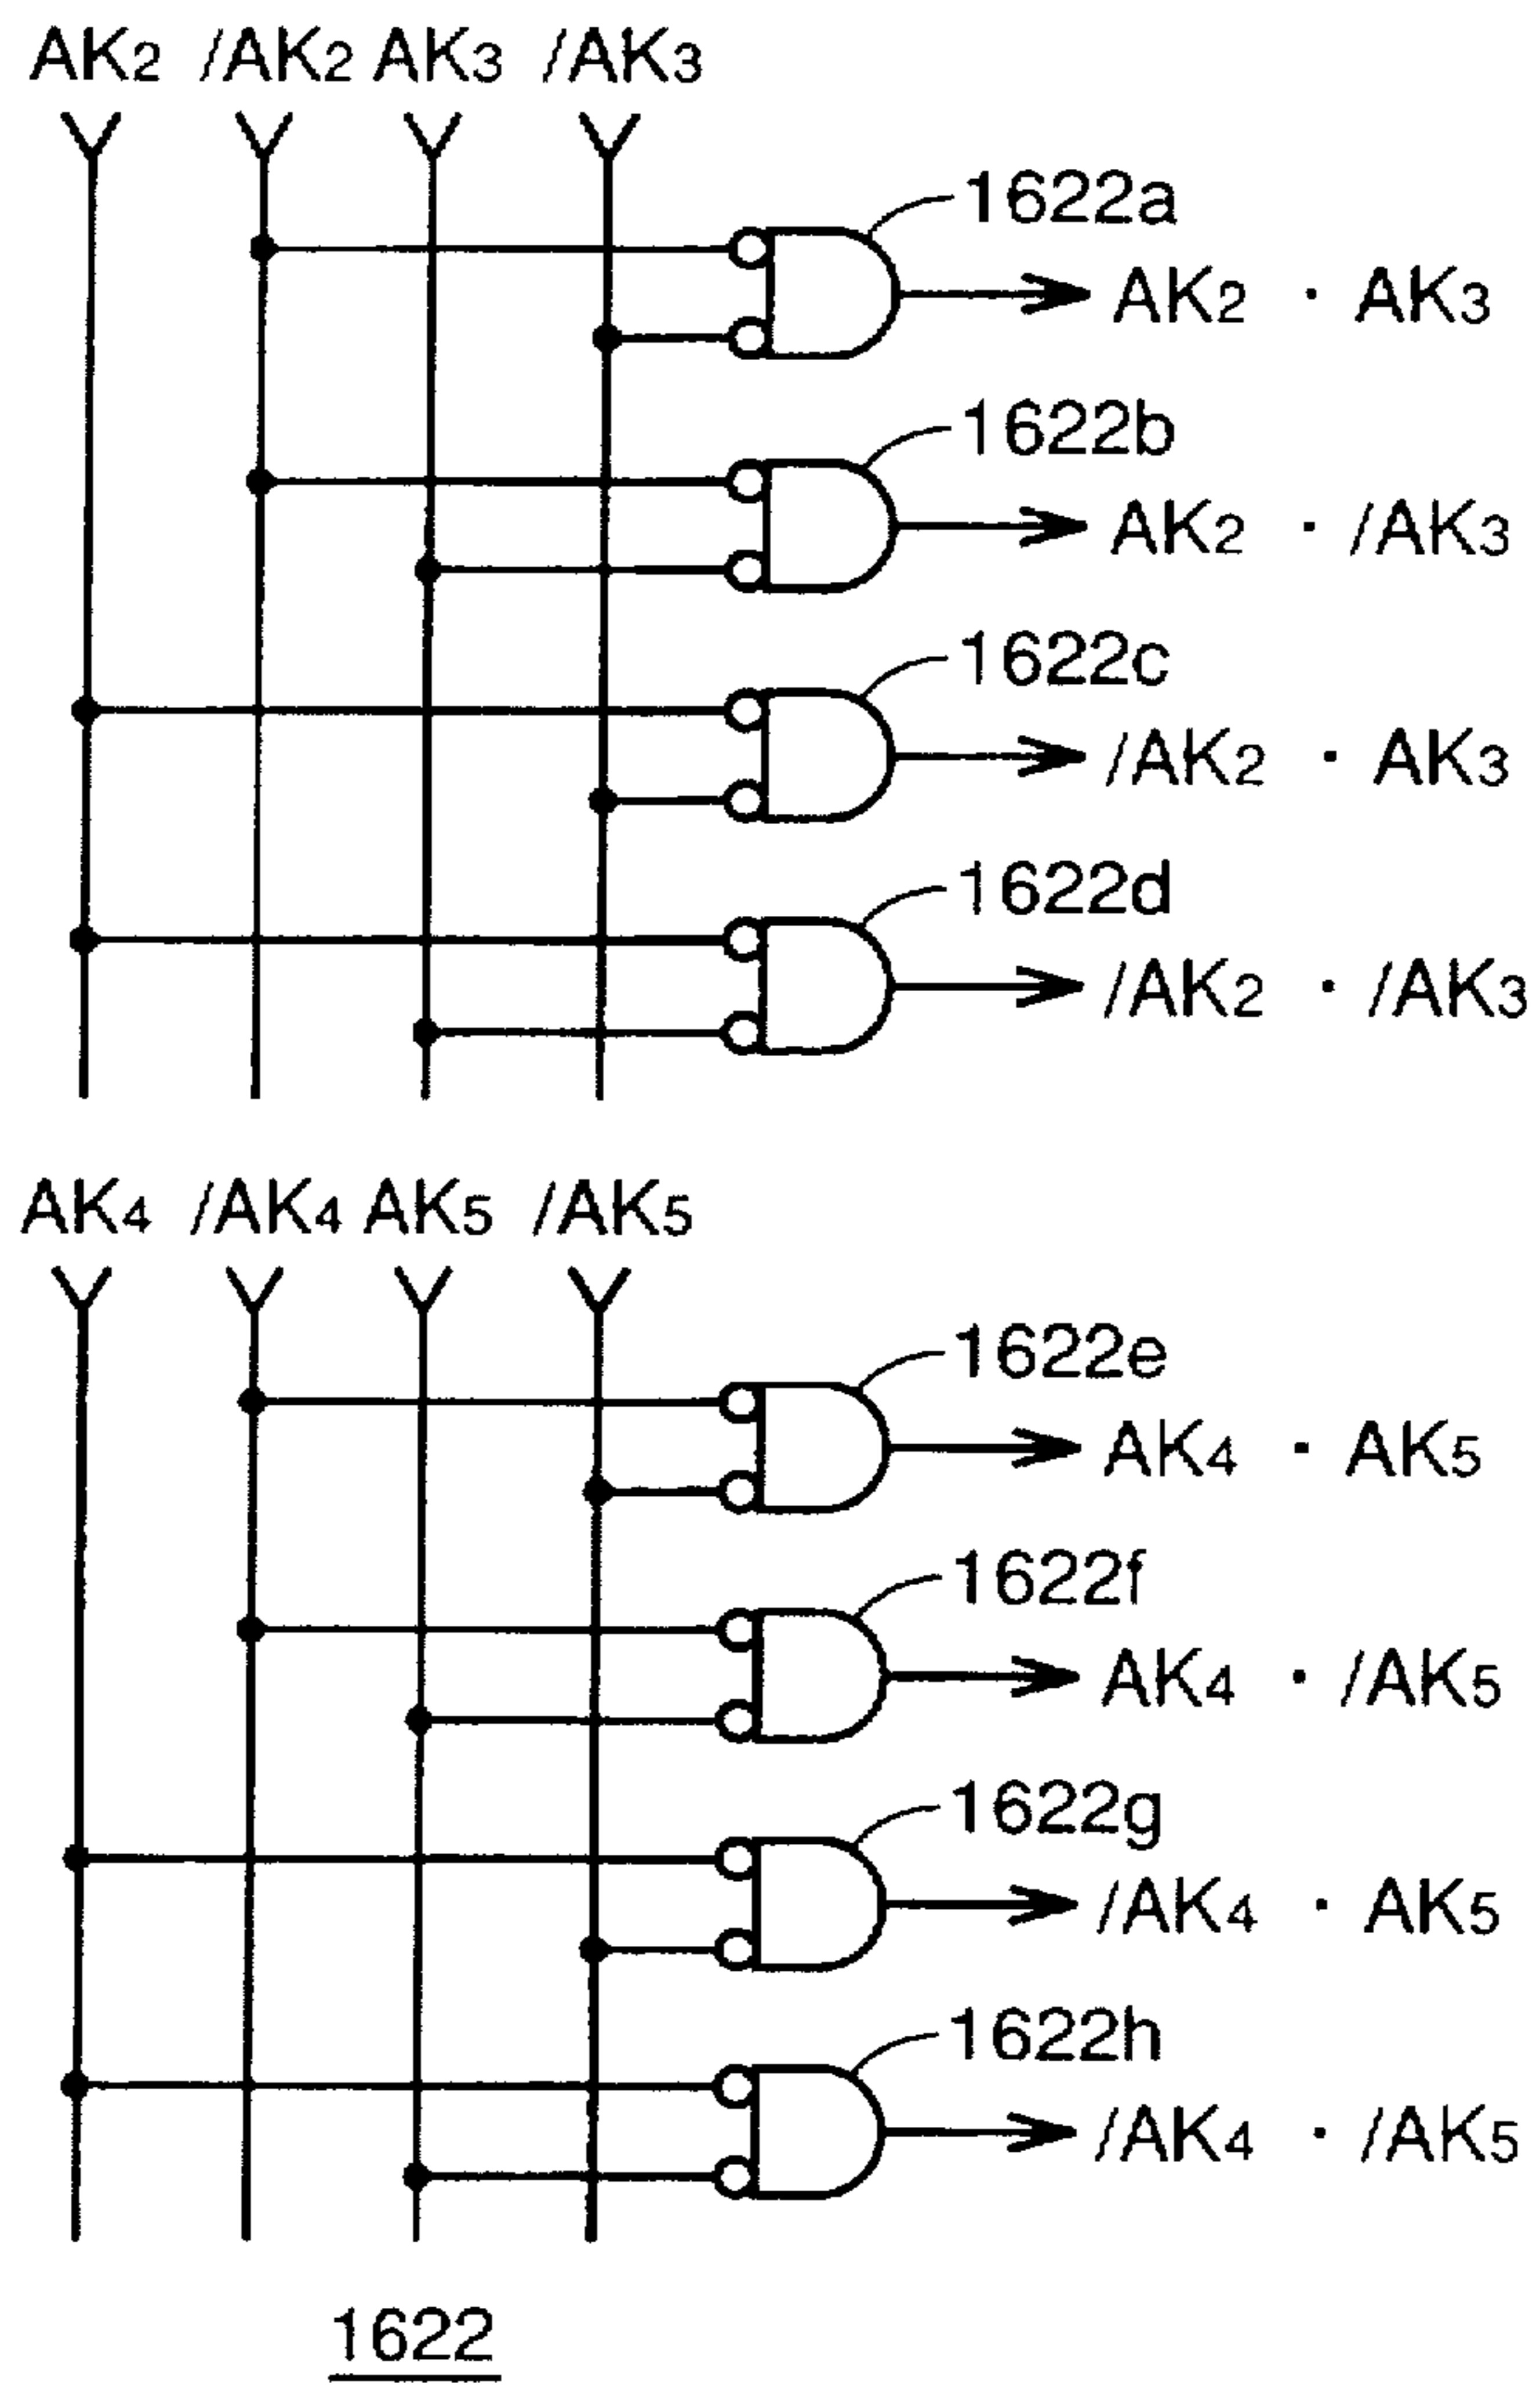 AK2 /AK2 AK3 /AK3
1622a
AK2 · AK3
1622b
AK2 · /AK3
1622c
/AK2 · AK3
1622d
/AK2 · /AK3
AK4 /AK4 AK5 /AK5
1622e
AK4 · AK5
1622f
AK4 · /AK5
1622g
/AK4 · AK5
1622h
/AK4 · /AK5
1622